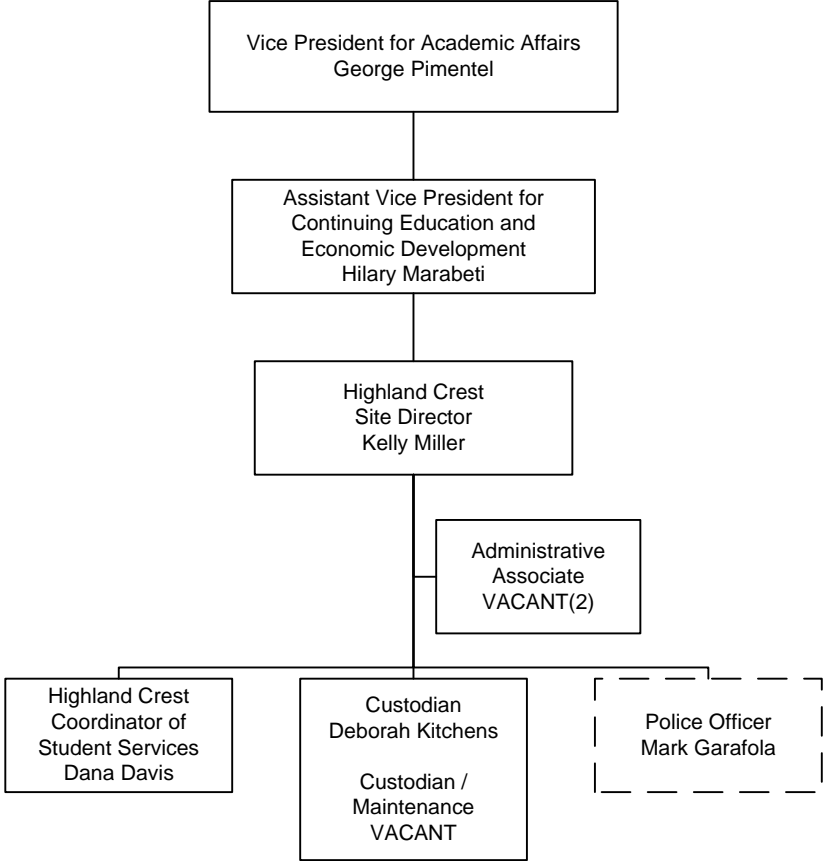 Vice President for Academic Affairs
George Pimentel
Assistant Vice President for
Continuing Education and
Economic Development
Hilary Marabeti
Highland Crest
Site Director
Kelly Miller
Administrative
Associate
VACANT(2)
Highland Crest
Coordinator of
Student Services
Dana Davis
Custodian
Deborah Kitchens
Custodian /
Maintenance
VACANT
Police Officer
Mark Garafola